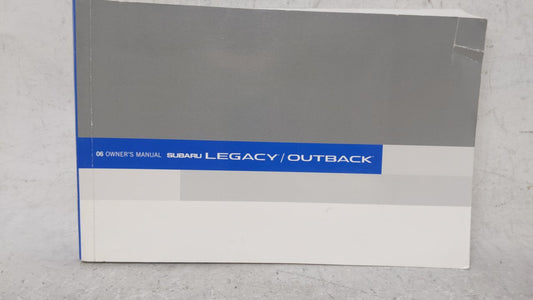 06 OWNER'S MANUAL SUBARU LEGACY / OUTBACK